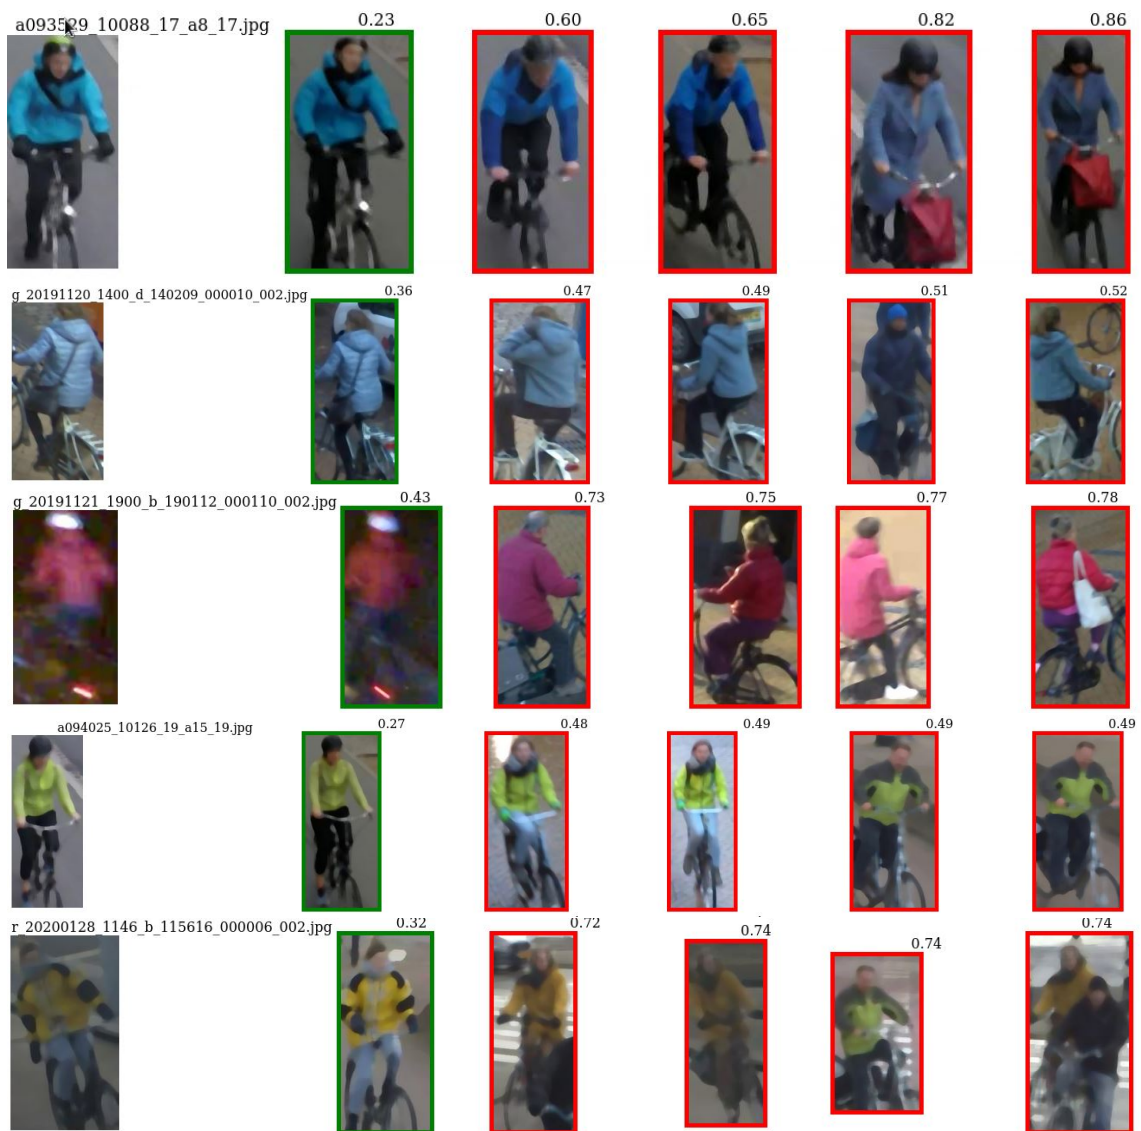 a093529_10088_17_a8_17.jpg 0.23 0.60 0.65 0.82 0.86
g_20191120_1400_d_140209_000010_002.jpg 0.36 0.47 0.49 0.51 0.52
g_20191121_1900_b_190112_000110_002.jpg 0.43 0.73 0.75 0.77 0.78
a094025_10126_19_a15_19.jpg 0.27 0.48 0.49 0.49 0.49
r_20200128_1146_b_115616_000006_002.jpg 0.32 0.72 0.74 0.74 0.74